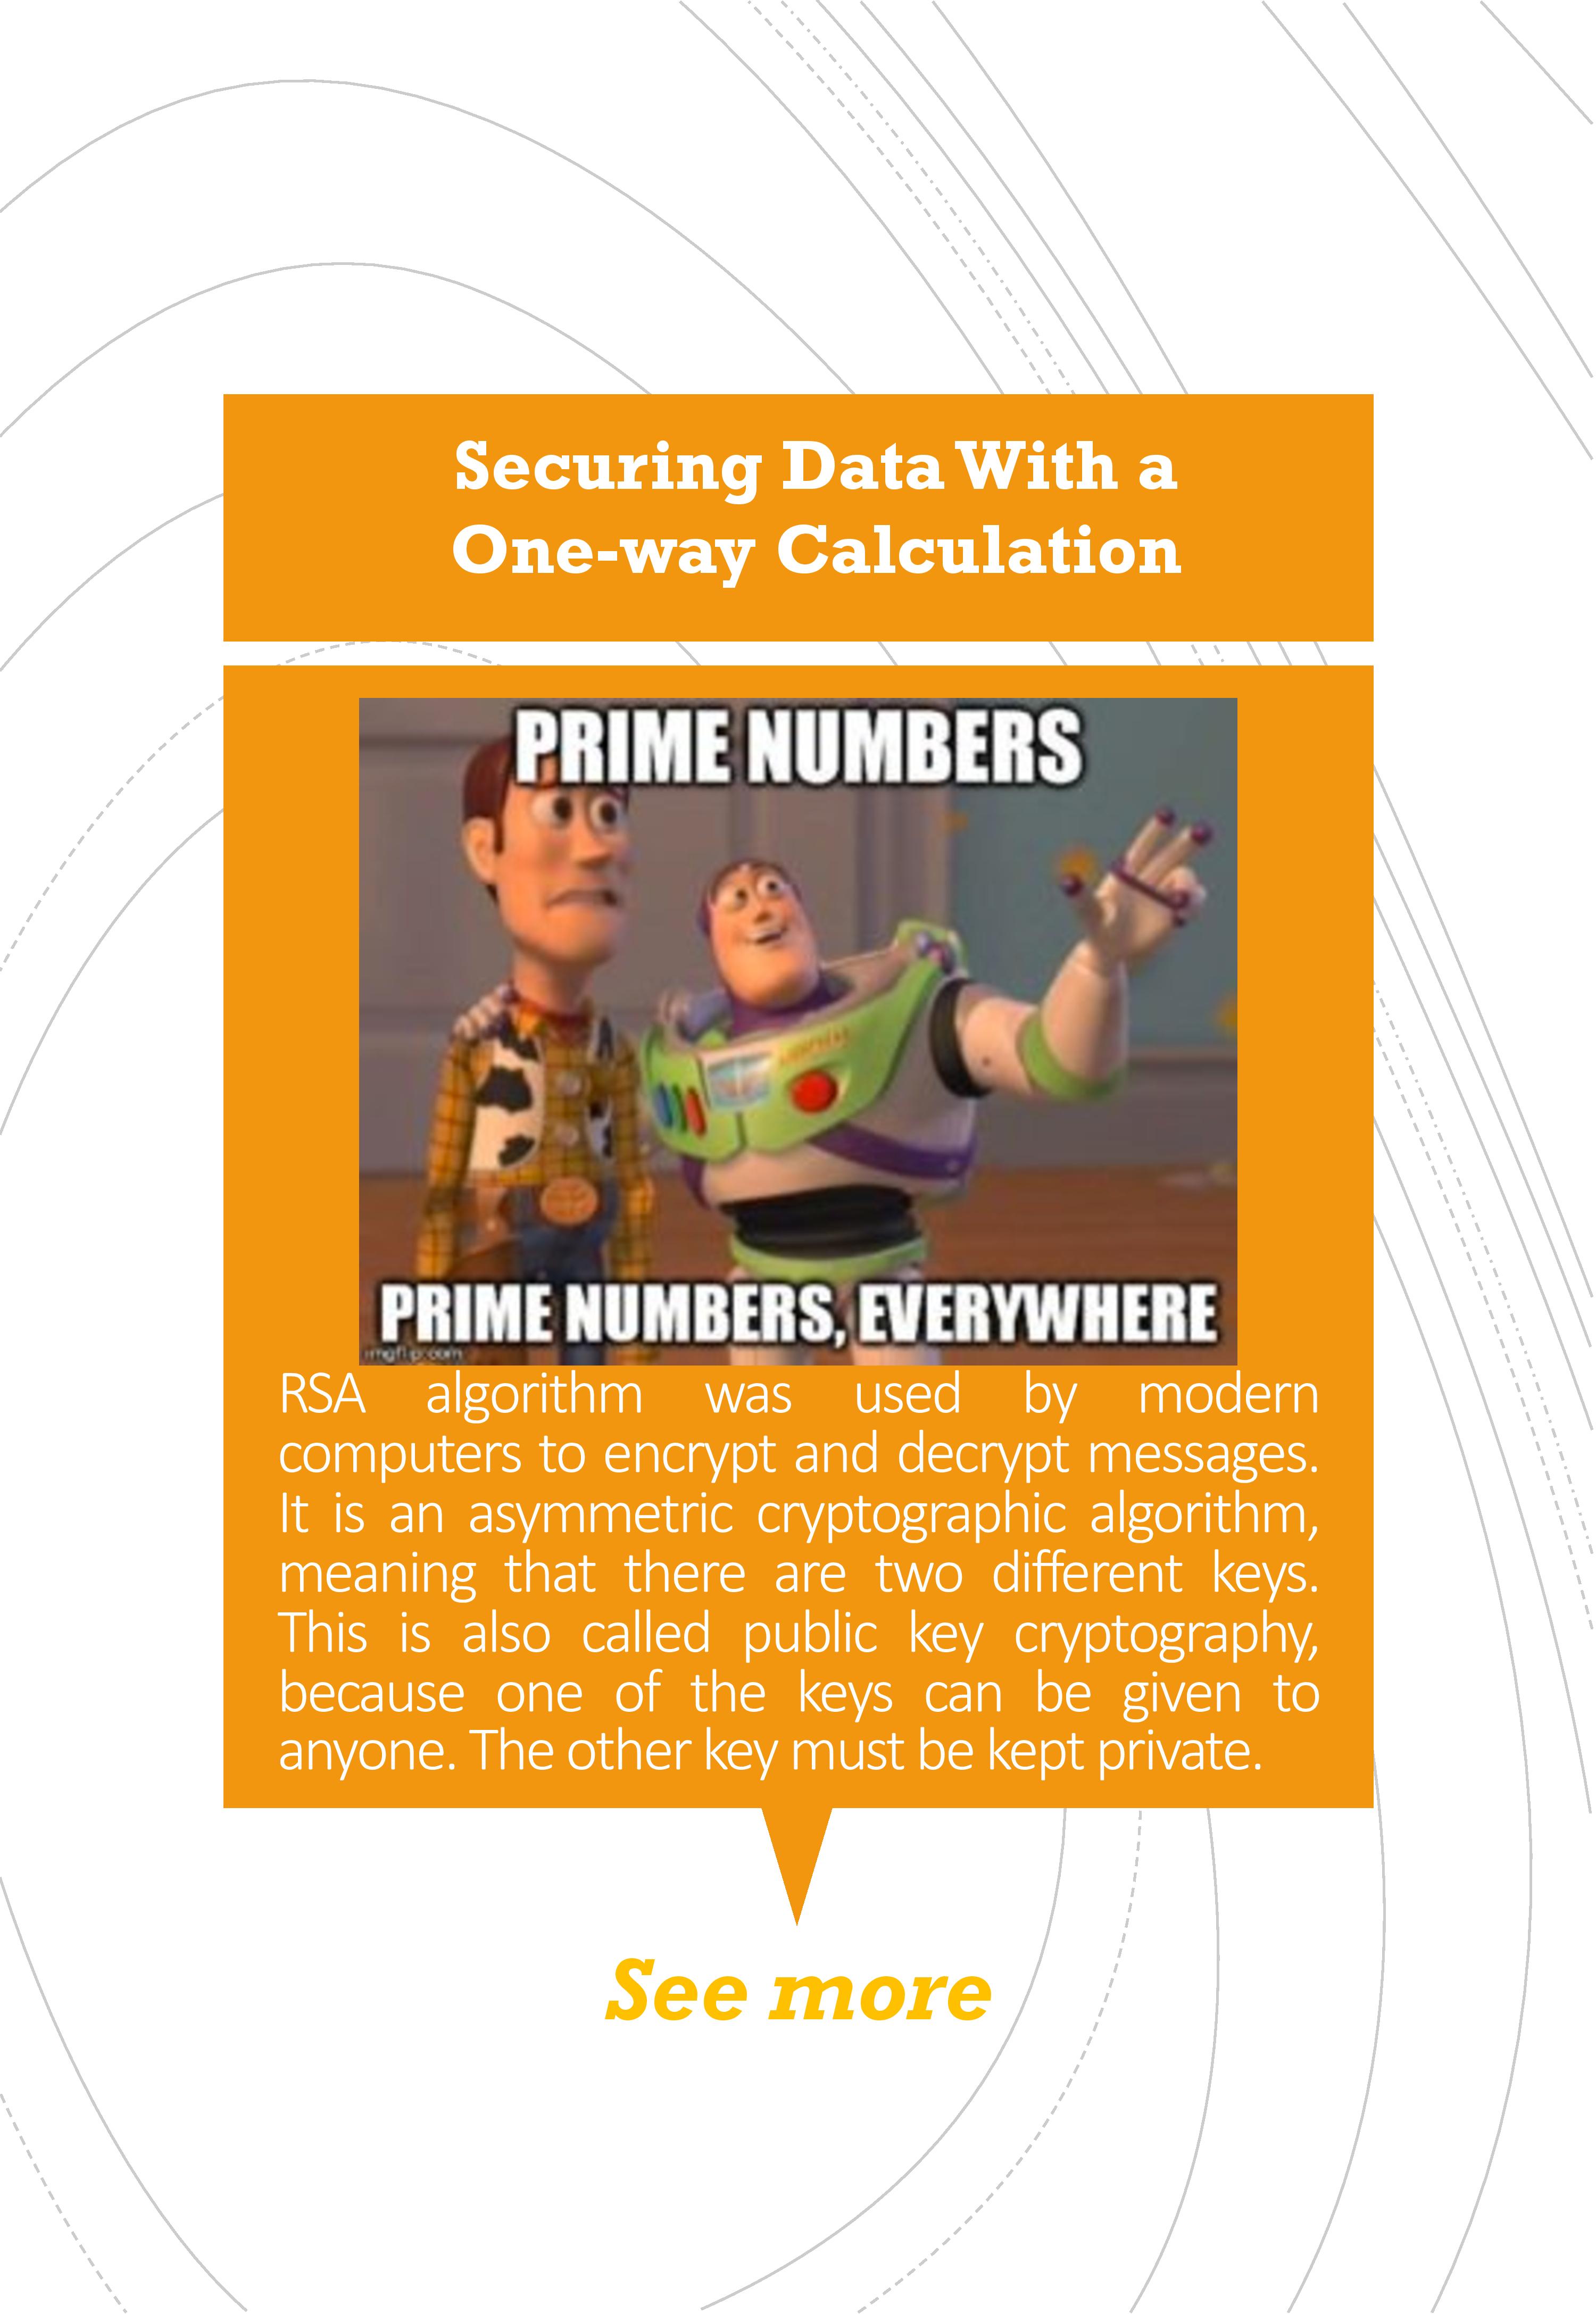 Securing Data With a
One-way Calculation
PRIME NUMBERS
PRIME NUMBERS, EVERYWHERE
imgflip.com
RSA algorithm was used by modern
computers to encrypt and decrypt messages.
It is an asymmetric cryptographic algorithm,
meaning that there are two different keys.
This is also called public key cryptography,
because one of the keys can be given to
anyone. The other key must be kept private.
See more